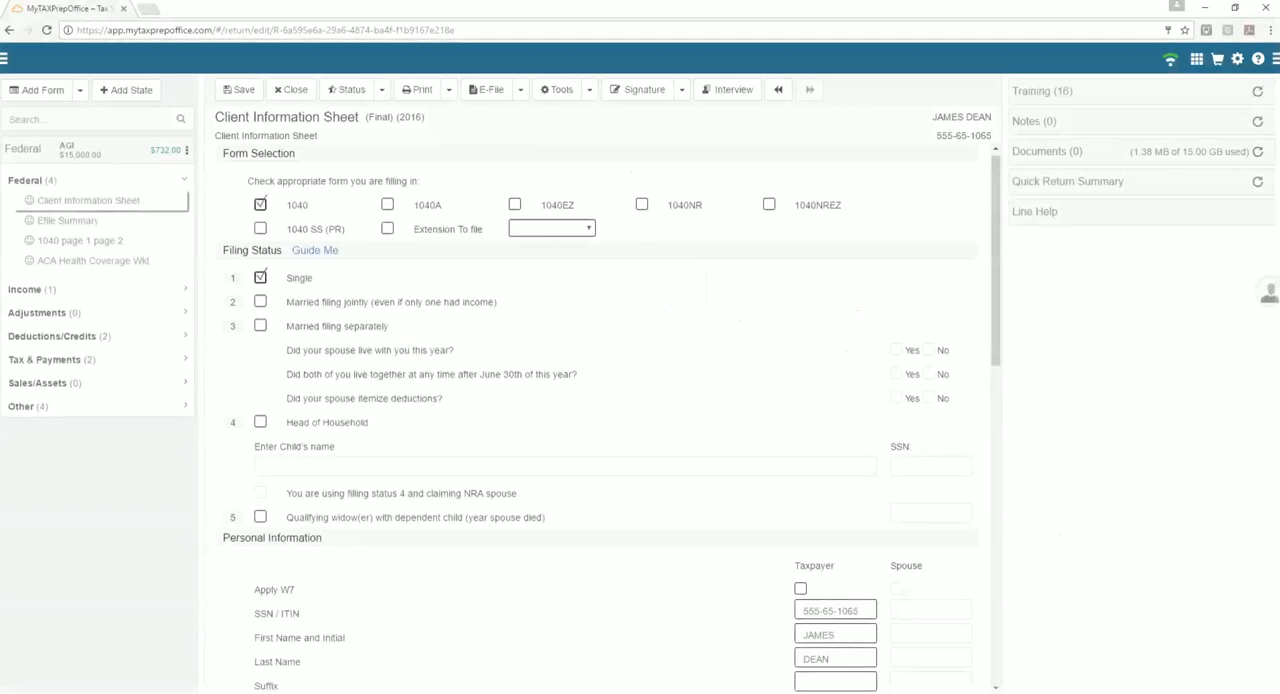 MyTAXPrepOffice – Tax S
https://app.mytaxprepoffice.com/#/return/edit/R-6a595e6a-29a6-4874-ba4f-f1b9167e218e
Add Form
+ Add State
Save
Close
Status
Print
E-File
Tools
Signature
Interview
Search...
Federal
AGI
$15,000.00
$732.00
Federal (4)
Client Information Sheet
Efile Summary
1040 page 1 page 2
ACA Health Coverage Wkt
Income (1)
Adjustments (0)
Deductions/Credits (2)
Tax & Payments (2)
Sales/Assets (0)
Other (4)
Client Information Sheet (Final) (2016)
JAMES DEAN
Client Information Sheet
555-65-1065
Form Selection
Check appropriate form you are filling in:
1040
1040A
1040EZ
1040NR
1040NREZ
1040 SS (PR)
Extension To file
Filing Status Guide Me
1 Single
2 Married filing jointly (even if only one had income)
3 Married filing separately
Did your spouse live with you this year? Yes No
Did both of you live together at any time after June 30th of this year? Yes No
Did your spouse itemize deductions? Yes No
4 Head of Household
Enter Child's name SSN:
You are using filling status 4 and claiming NRA spouse
5 Qualifying widow(er) with dependent child (year spouse died)
Personal Information
Taxpayer Spouse
Apply W7
SSN / ITIN 555-65-1065
First Name and Initial JAMES
Last Name DEAN
Suffix
Training (16)
Notes (0)
Documents (0) (1.38 MB of 15.00 GB used)
Quick Return Summary
Line Help